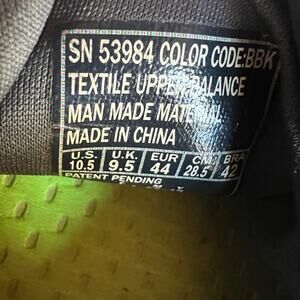 SN 53984 COLOR CODE:BBK
TEXTILE UPPER/BALANCE
MAN MADE MATERIAL
MADE IN CHINA
U.S. U.K. EUR CM BRA
10.5 9.5 44 28.5 42
PATENT PENDING